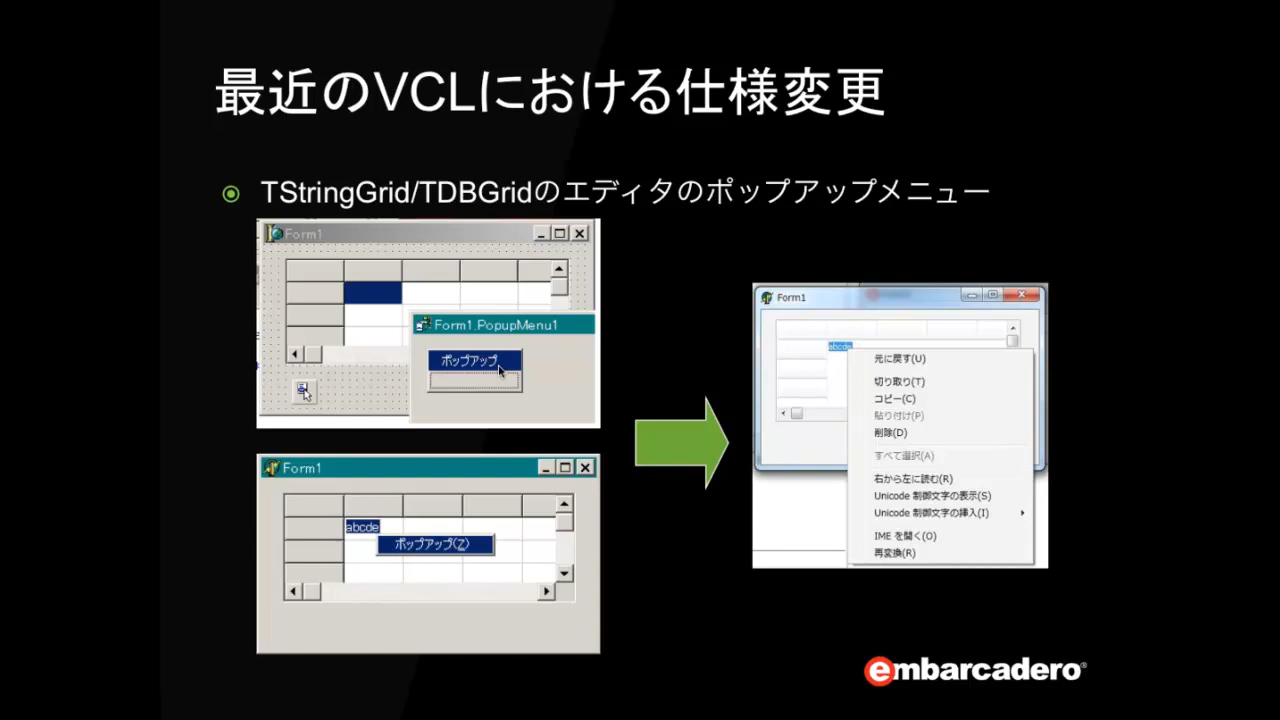 最近のVCLにおける仕様変更
TStringGrid/TDBGridのエディタのポップアップメニュー
Form1
Form1.PopupMenu1
ポップアップ
Form1
abcde
ポップアップ(Z)
Form1
abcde
元に戻す(U)
切り取り(T)
コピー(C)
貼り付け(P)
削除(D)
すべて選択(A)
右から左に読む(R)
Unicode 制御文字の表示(S)
Unicode 制御文字の挿入(I)
IME を開く(O)
再変換(R)
embarcadero®